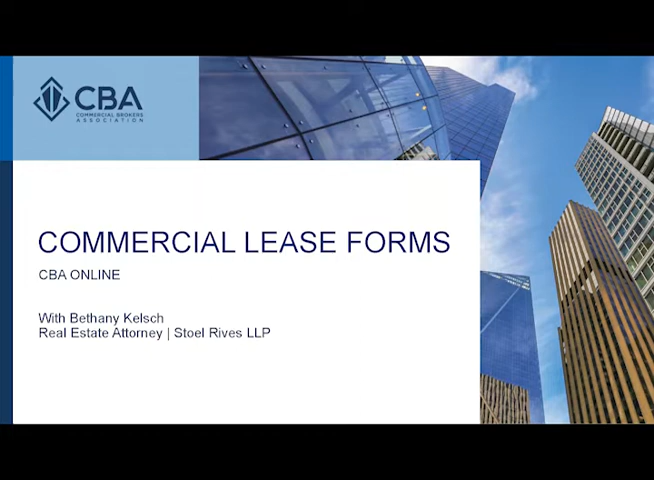 CBA
COMMERCIAL BROKERS
ASSOCIATION
COMMERCIAL LEASE FORMS
CBA ONLINE
With Bethany Kelsch
Real Estate Attorney | Stoel Rives LLP